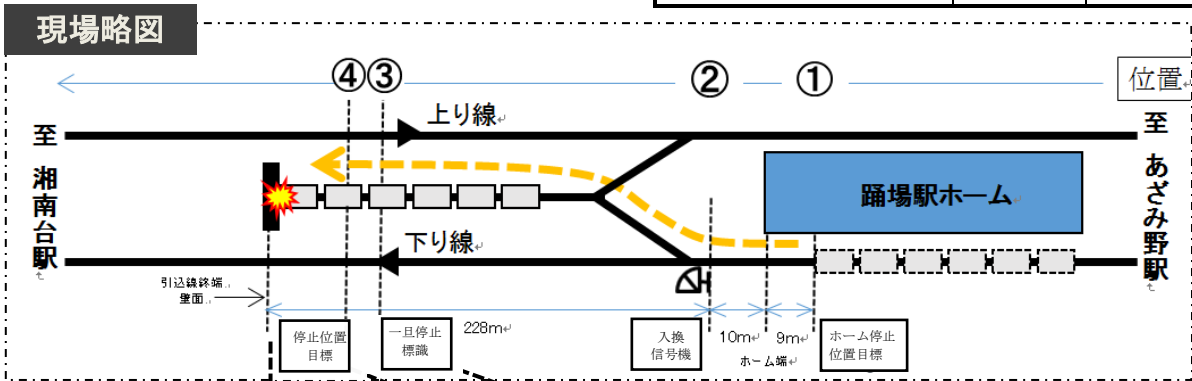 現場略図
④③ ② ① 位置
上り線
至 湘南台駅
至 あざみ野駅
踊場駅ホーム
下り線
引込線終端
壁面
停止位置
目標
一旦停止
標識
228m
入換
信号機
10m
9m
ホーム端
ホーム停止
位置目標